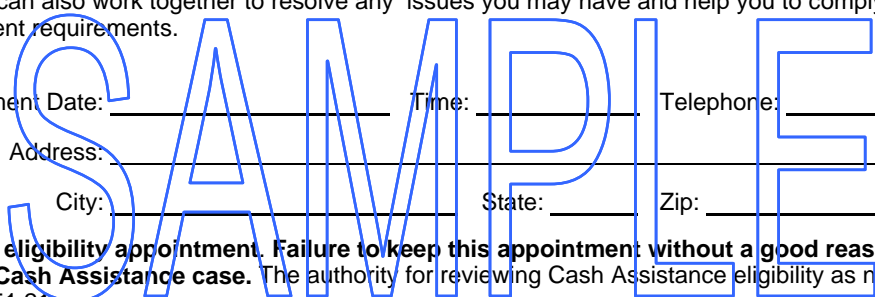 can also work together to resolve any issues you may have and help you to comply
ent requirements.
ment Date: Time: Telephone:
Address:
City: State: Zip:
eligibility appointment. Failure to keep this appointment without a good reas
Cash Assistance case. The authority for reviewing Cash Assistance eligibility as n
SAMPLE